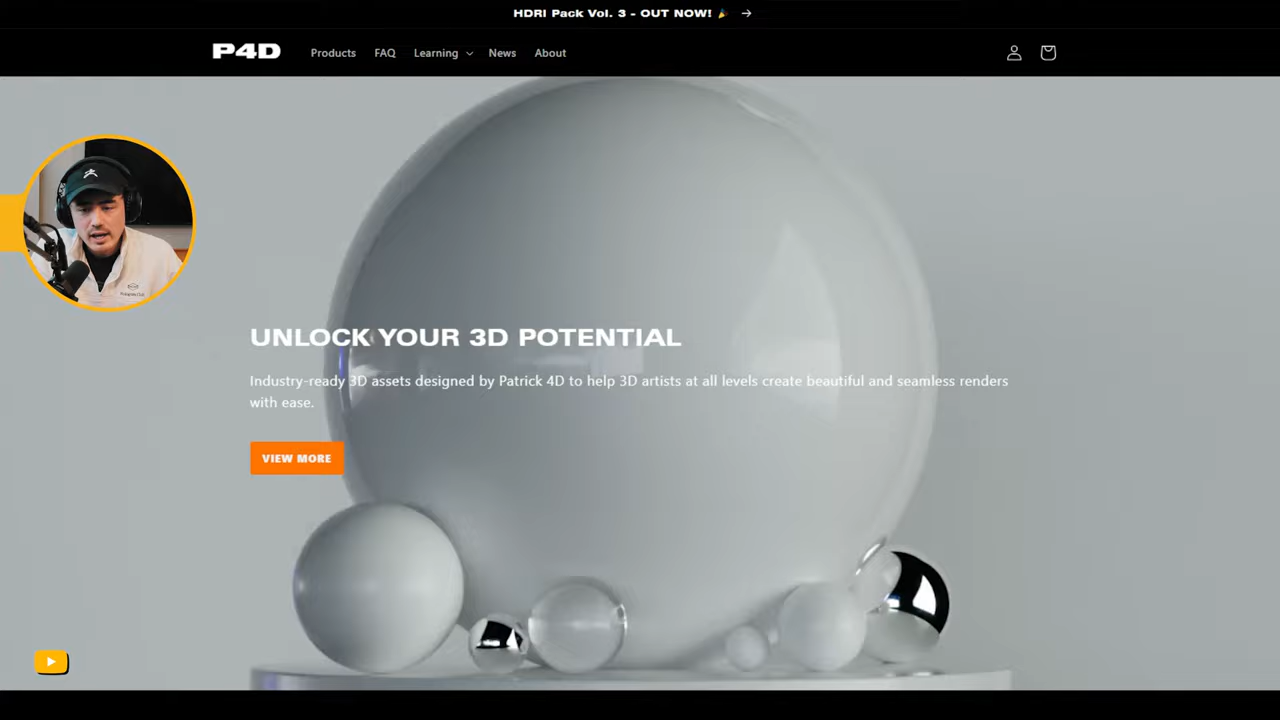 HDRI Pack Vol. 3 - OUT NOW! 🎉 →
P4D Products FAQ Learning News About
UNLOCK YOUR 3D POTENTIAL
Industry-ready 3D assets designed by Patrick 4D to help 3D artists at all levels create beautiful and seamless renders
with ease.
VIEW MORE